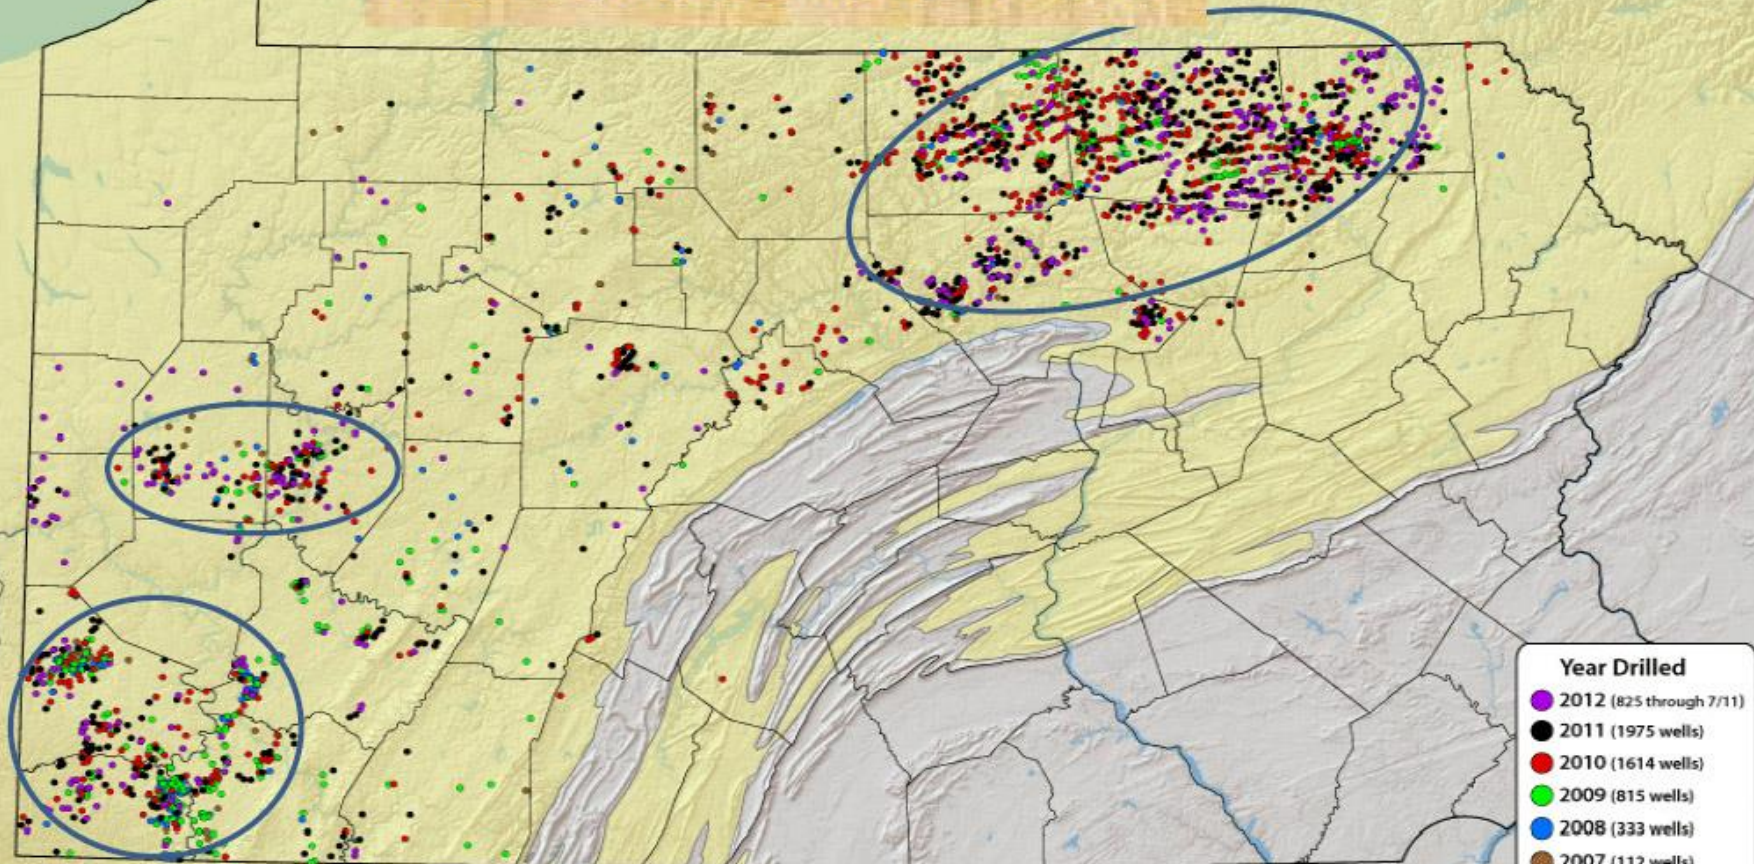 Year Drilled
2012 (825 through 7/11)
2011 (1975 wells)
2010 (1614 wells)
2009 (815 wells)
2008 (333 wells)
2007 (112 wells)